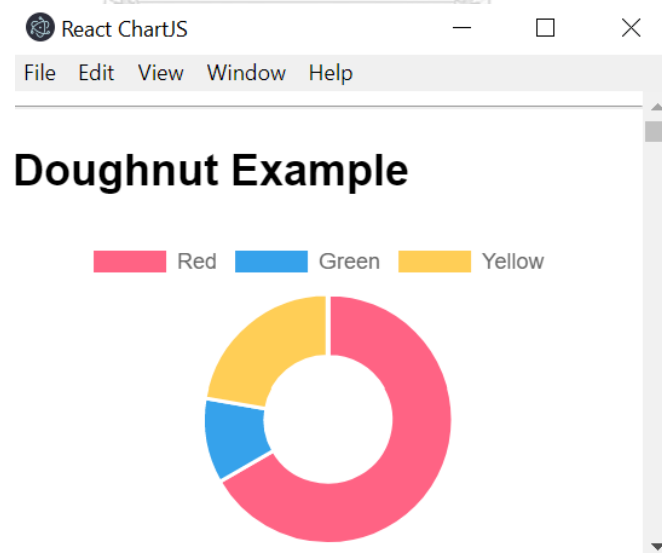 React ChartJS
File Edit View Window Help
Doughnut Example
Red Green Yellow